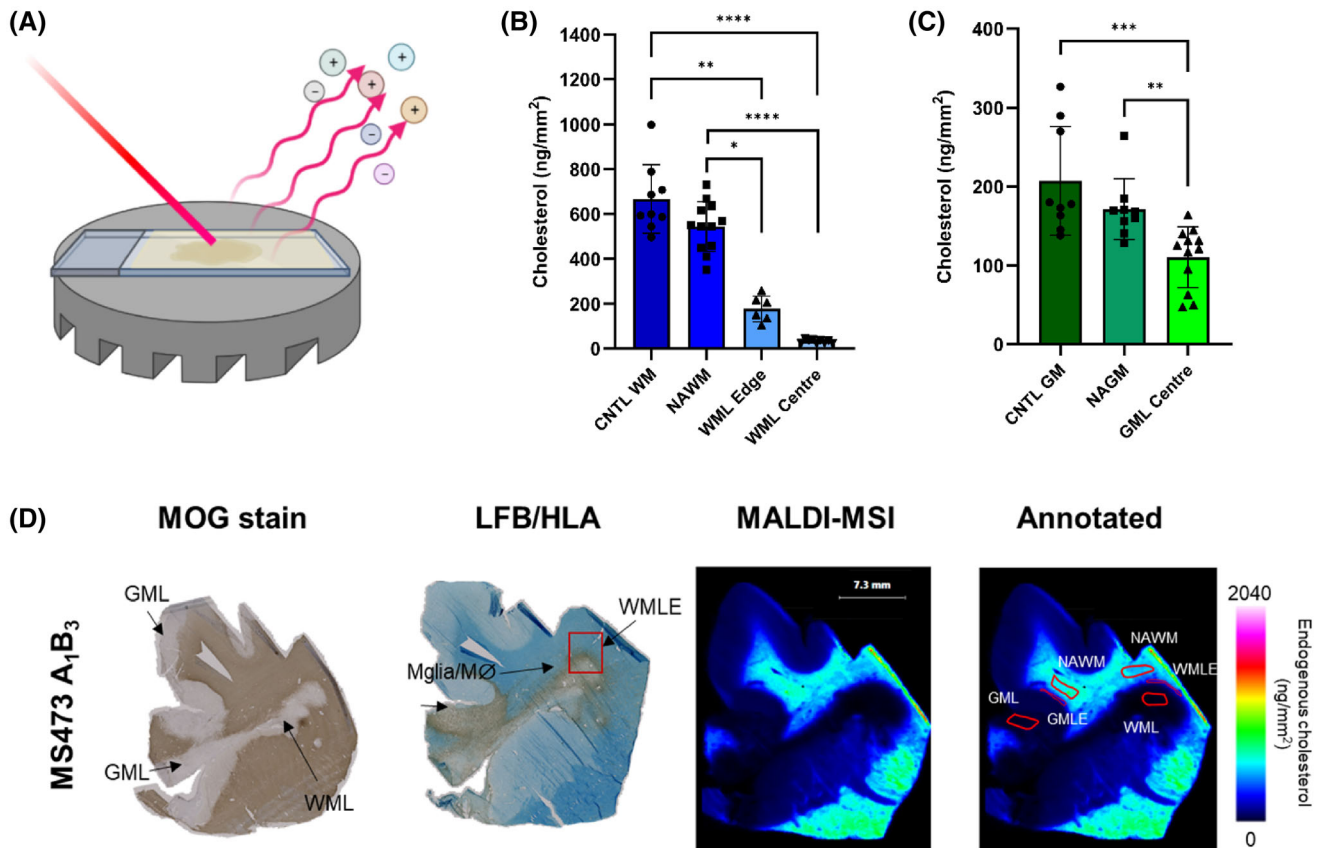 (A)
+
+
-
+
-
+
-
(B)
Cholesterol (ng/mm²)
1400
1200
1000
800
600
400
200
0
****
**
****
*
CNTL WM
NAWM
WML Edge
WML Centre
(C)
Cholesterol (ng/mm²)
400
300
200
100
0
***
**
CNTL GM
NAGM
GML Centre
(D)
MOG stain
LFB/HLA
MALDI-MSI
Annotated
MS473 A₁B₃
GML
GML
WML
WMLE
Mglia/MØ
7.3 mm
NAWM
NAWM
WMLE
GML
GMLE
WML
2040
0
Endogenous cholesterol
(ng/mm²)